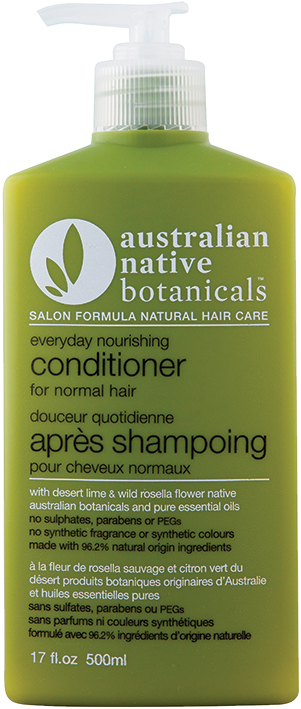 australian
native
botanicals™
SALON FORMULA NATURAL HAIR CARE
everyday nourishing
conditioner
for normal hair
douceur quotidienne
après shampoing
pour cheveux normaux
with desert lime & wild rosella flower native
australian botanicals and pure essential oils
no sulphates, parabens or PEGs
no synthetic fragrance or synthetic colours
made with 96.2% natural origin ingredients
à la fleur de rosella sauvage et citron vert du
désert produits botaniques originaires d'Australie
et huiles essentielles pures
sans sulfates, parabens ou PEGs
sans parfums ni couleurs synthétiques
formulé avec 96.2% ingrédients d'origine naturelle
17 fl.oz 500ml